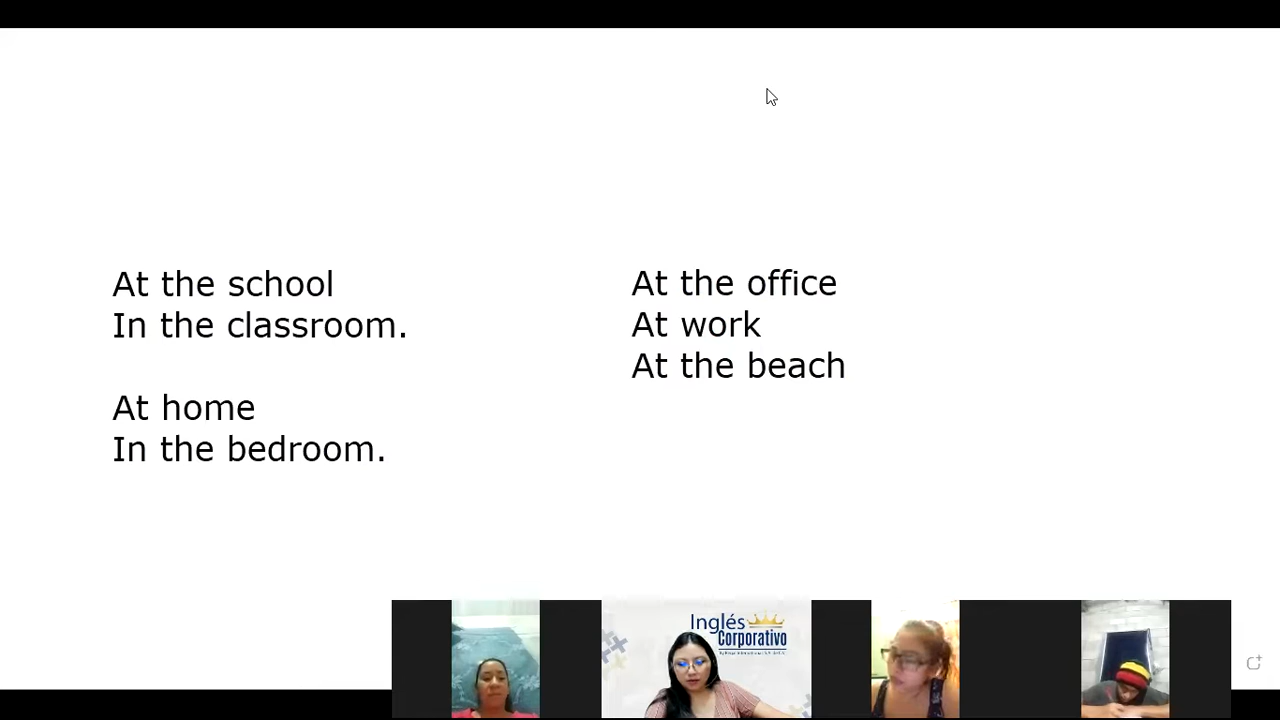 At the school
In the classroom.
At home
In the bedroom.
At the office
At work
At the beach
Inglés
Corporativo